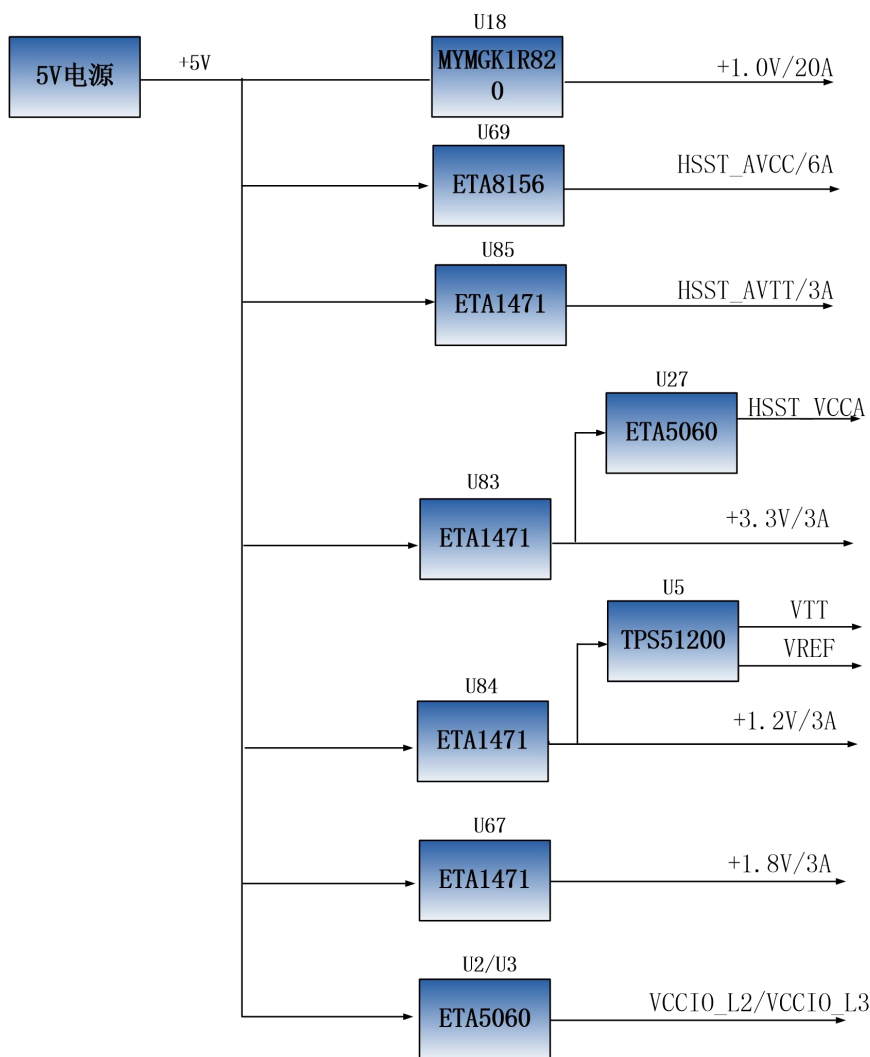 U18
5V电源
+5V
MYMGK1R82
0
+1.0V/20A
U69
ETA8156
HSST_AVCC/6A
U85
ETA1471
HSST_AVTT/3A
U27
ETA5060
HSST_VCCA
U83
ETA1471
+3.3V/3A
U5
TPS51200
VTT
VREF
U84
ETA1471
+1.2V/3A
U67
ETA1471
+1.8V/3A
U2/U3
ETA5060
VCCIO_L2/VCCIO_L3